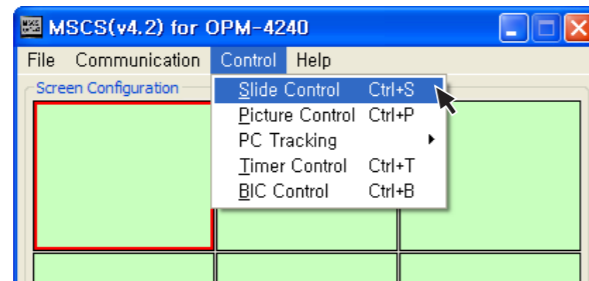 MSCS(v4.2) for OPM-4240
File Communication Control Help
Screen Configuration
Slide Control Ctrl+S
Picture Control Ctrl+P
PC Tracking
Timer Control Ctrl+T
BIC Control Ctrl+B